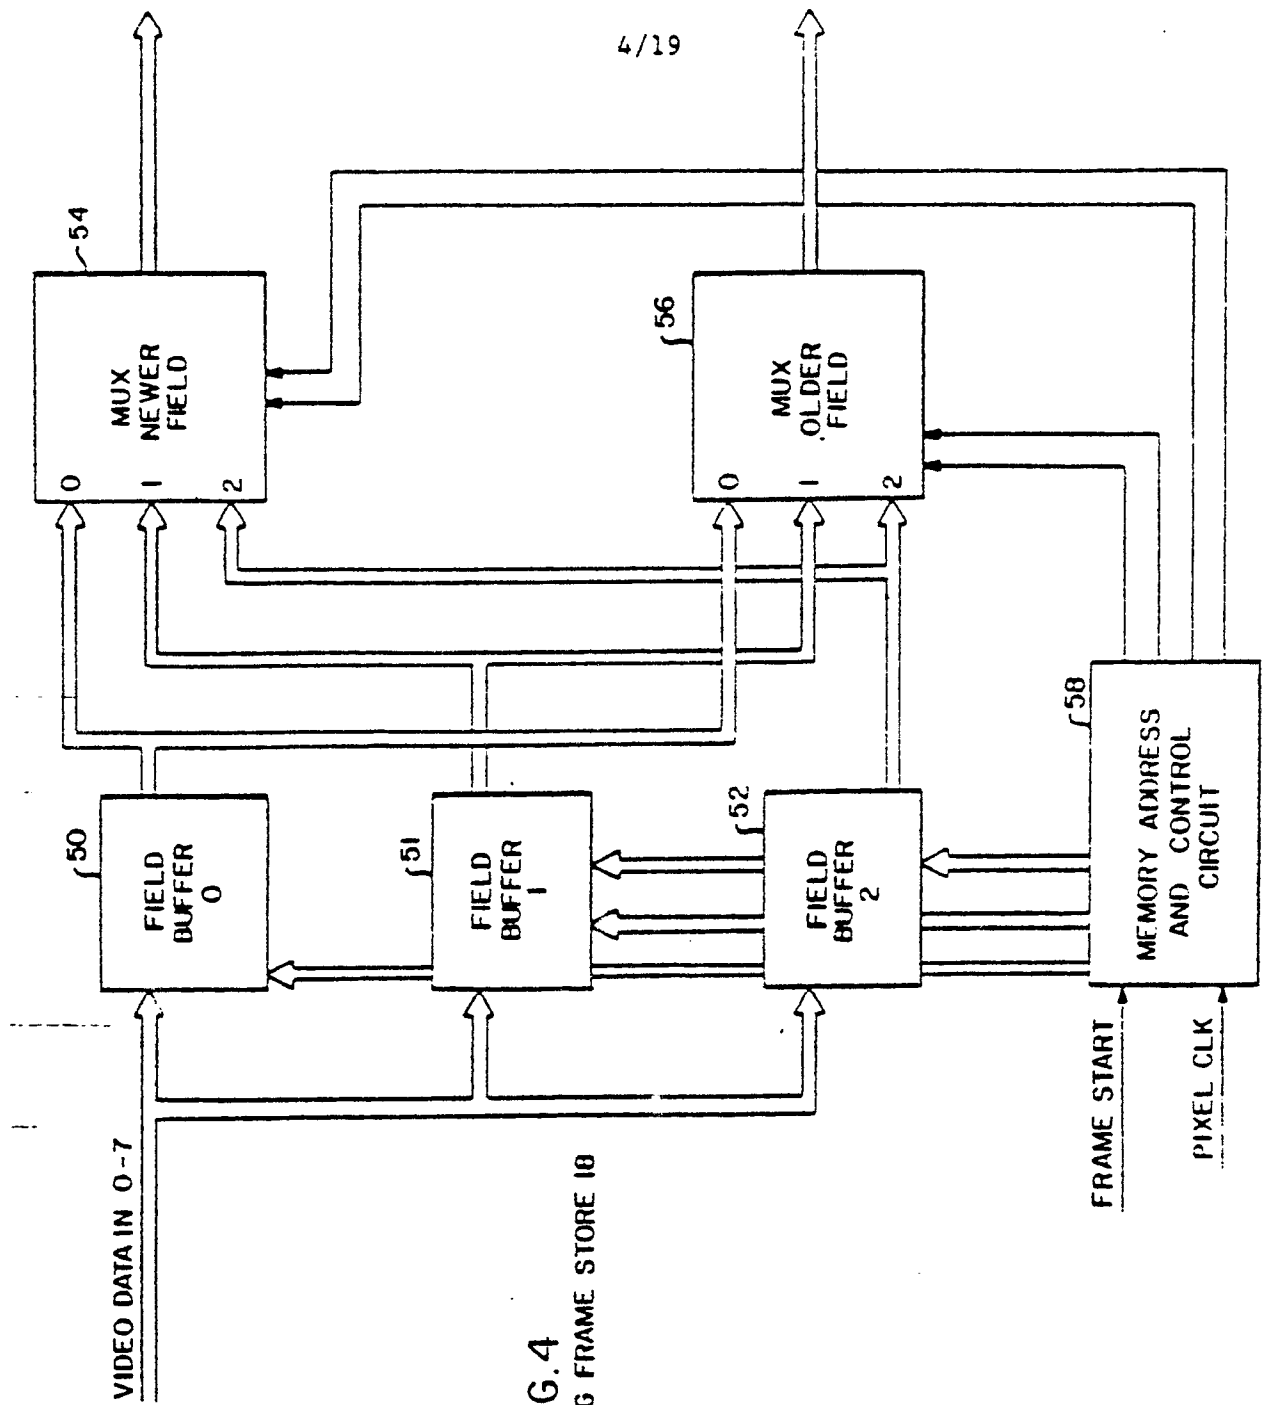 4/19
VIDEO DATA IN 0-7
50
FIELD
BUFFER
0
51
FIELD
BUFFER
1
52
FIELD
BUFFER
2
54
MUX
NEWER
FIELD
0
1
2
56
MUX
OLDER
FIELD
0
1
2
58
MEMORY ADDRESS
AND CONTROL
CIRCUIT
FRAME START
PIXEL CLK
G.4
G FRAME STORE 18